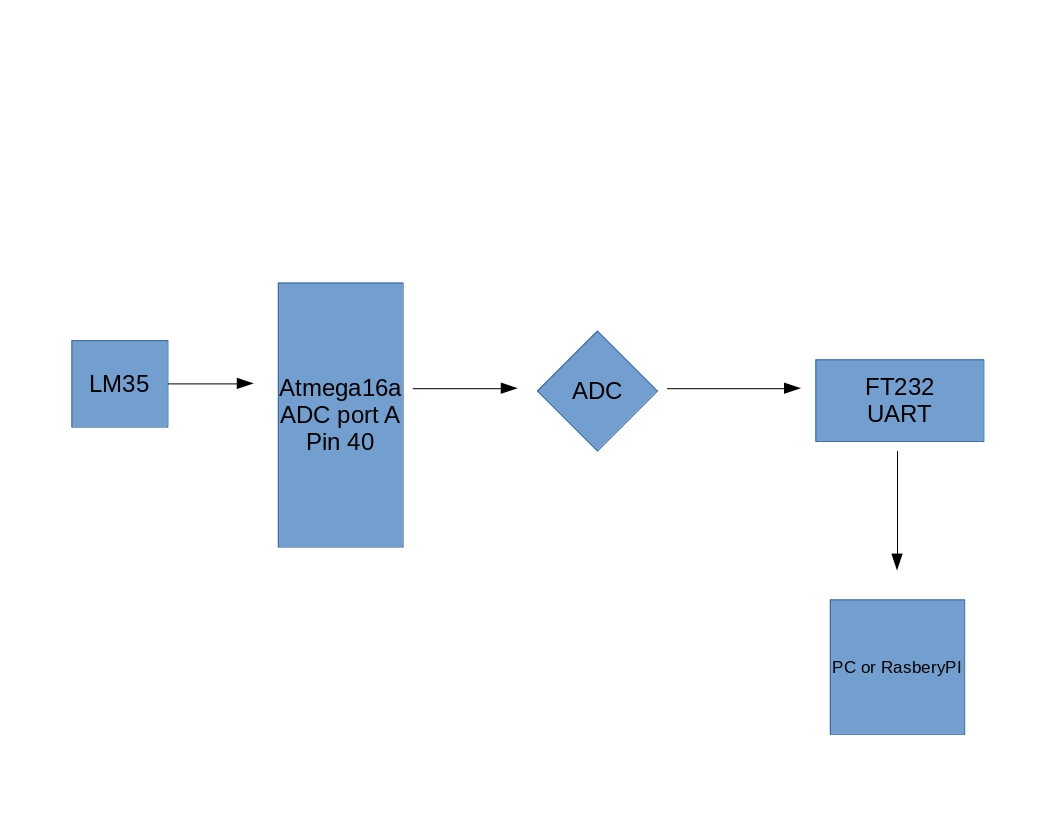 LM35
Atmega16a
ADC port A
Pin 40
ADC
FT232
UART
PC or RasberyPI